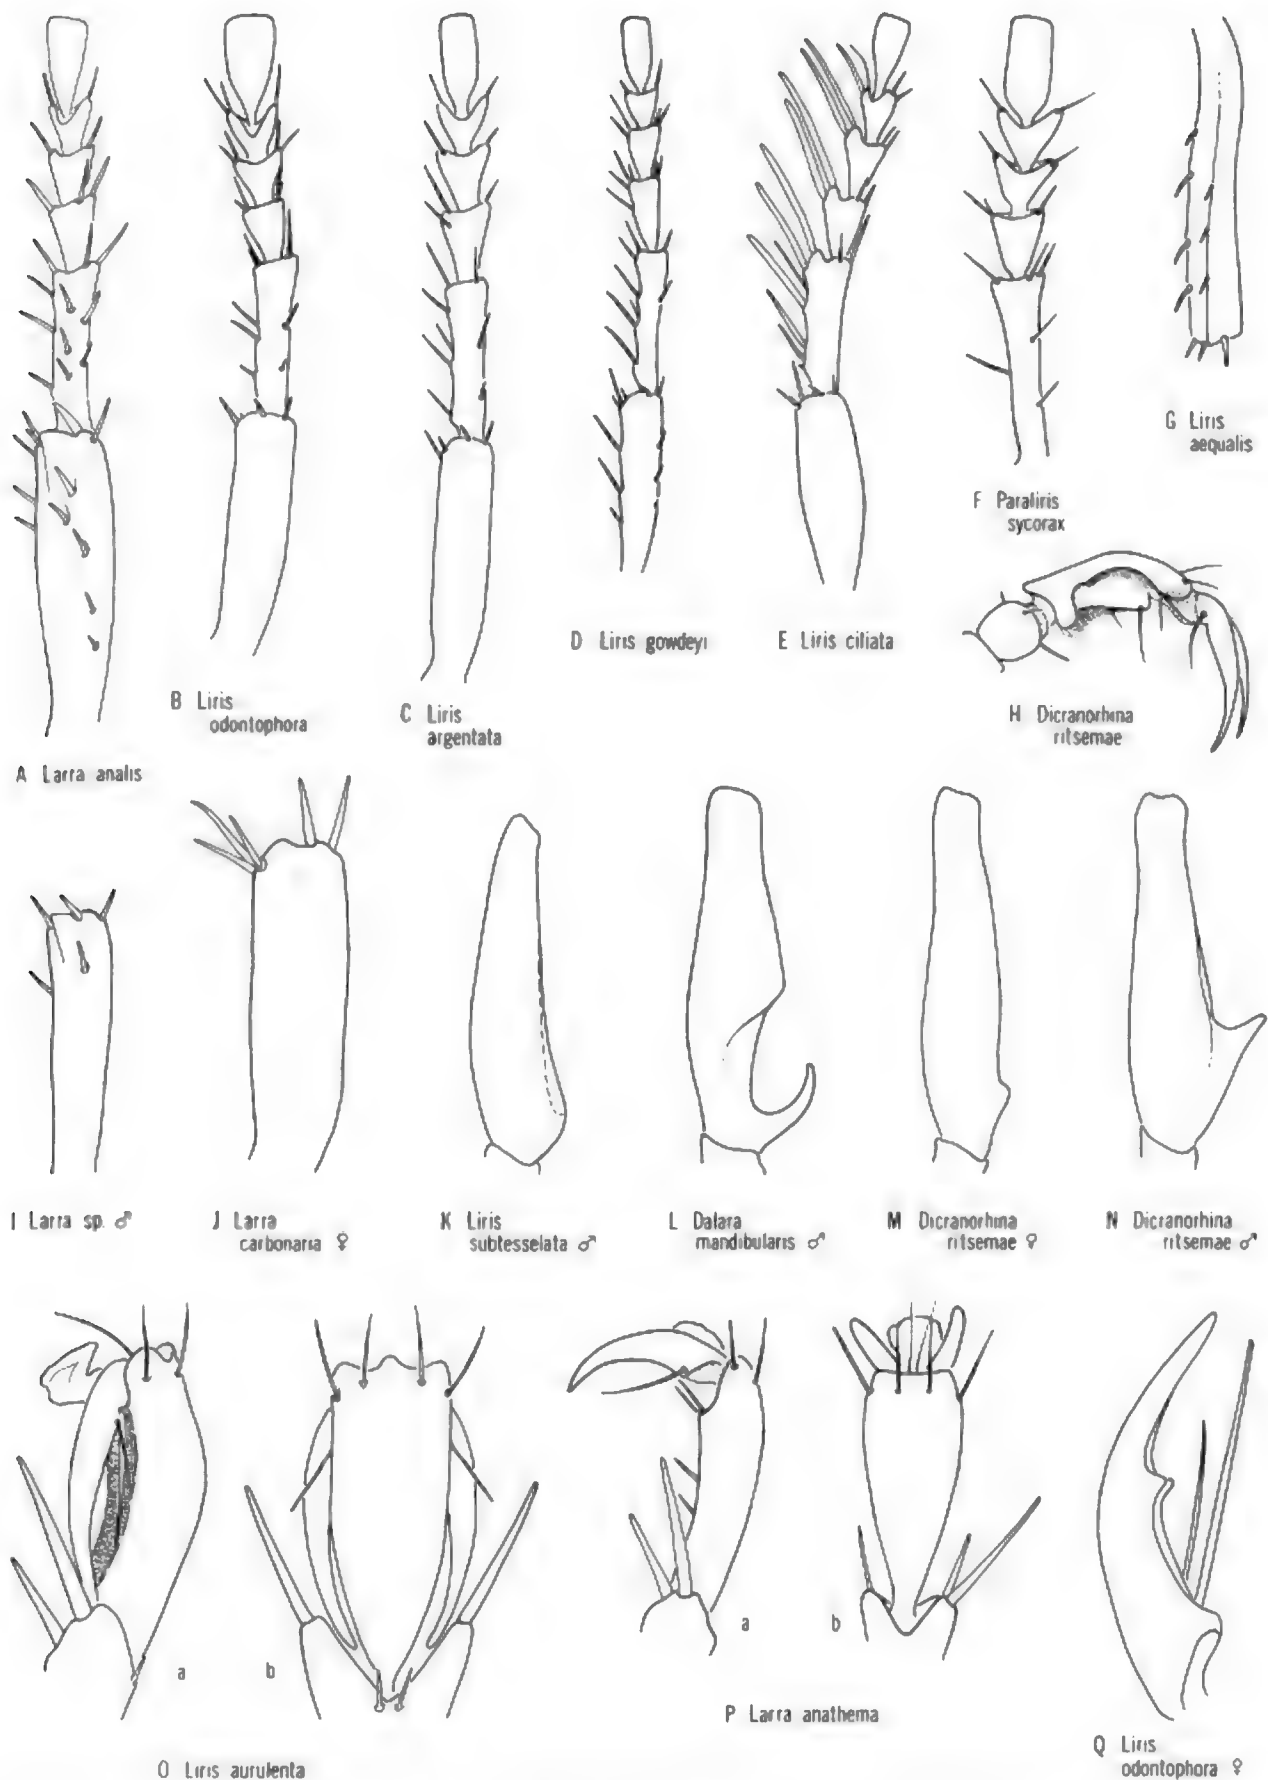 G Liris
aequalis
F Paraliris
sycorax
D Liris gowdeyi
E Liris ciliata
B Liris
odontophora
C Liris
argentata
H Dicranorhina
ritsemae
A Larra analis
I Larra sp. ♂
J Larra
carbonaria ♀
K Liris
subtesselata ♂
L Dalara
mandibularis ♂
M Dicranorhina
ritsemae ♀
N Dicranorhina
ritsemae ♂
a
b
a
b
P Larra anathema
O Liris aurulenta
Q Liris
odontophora ♀